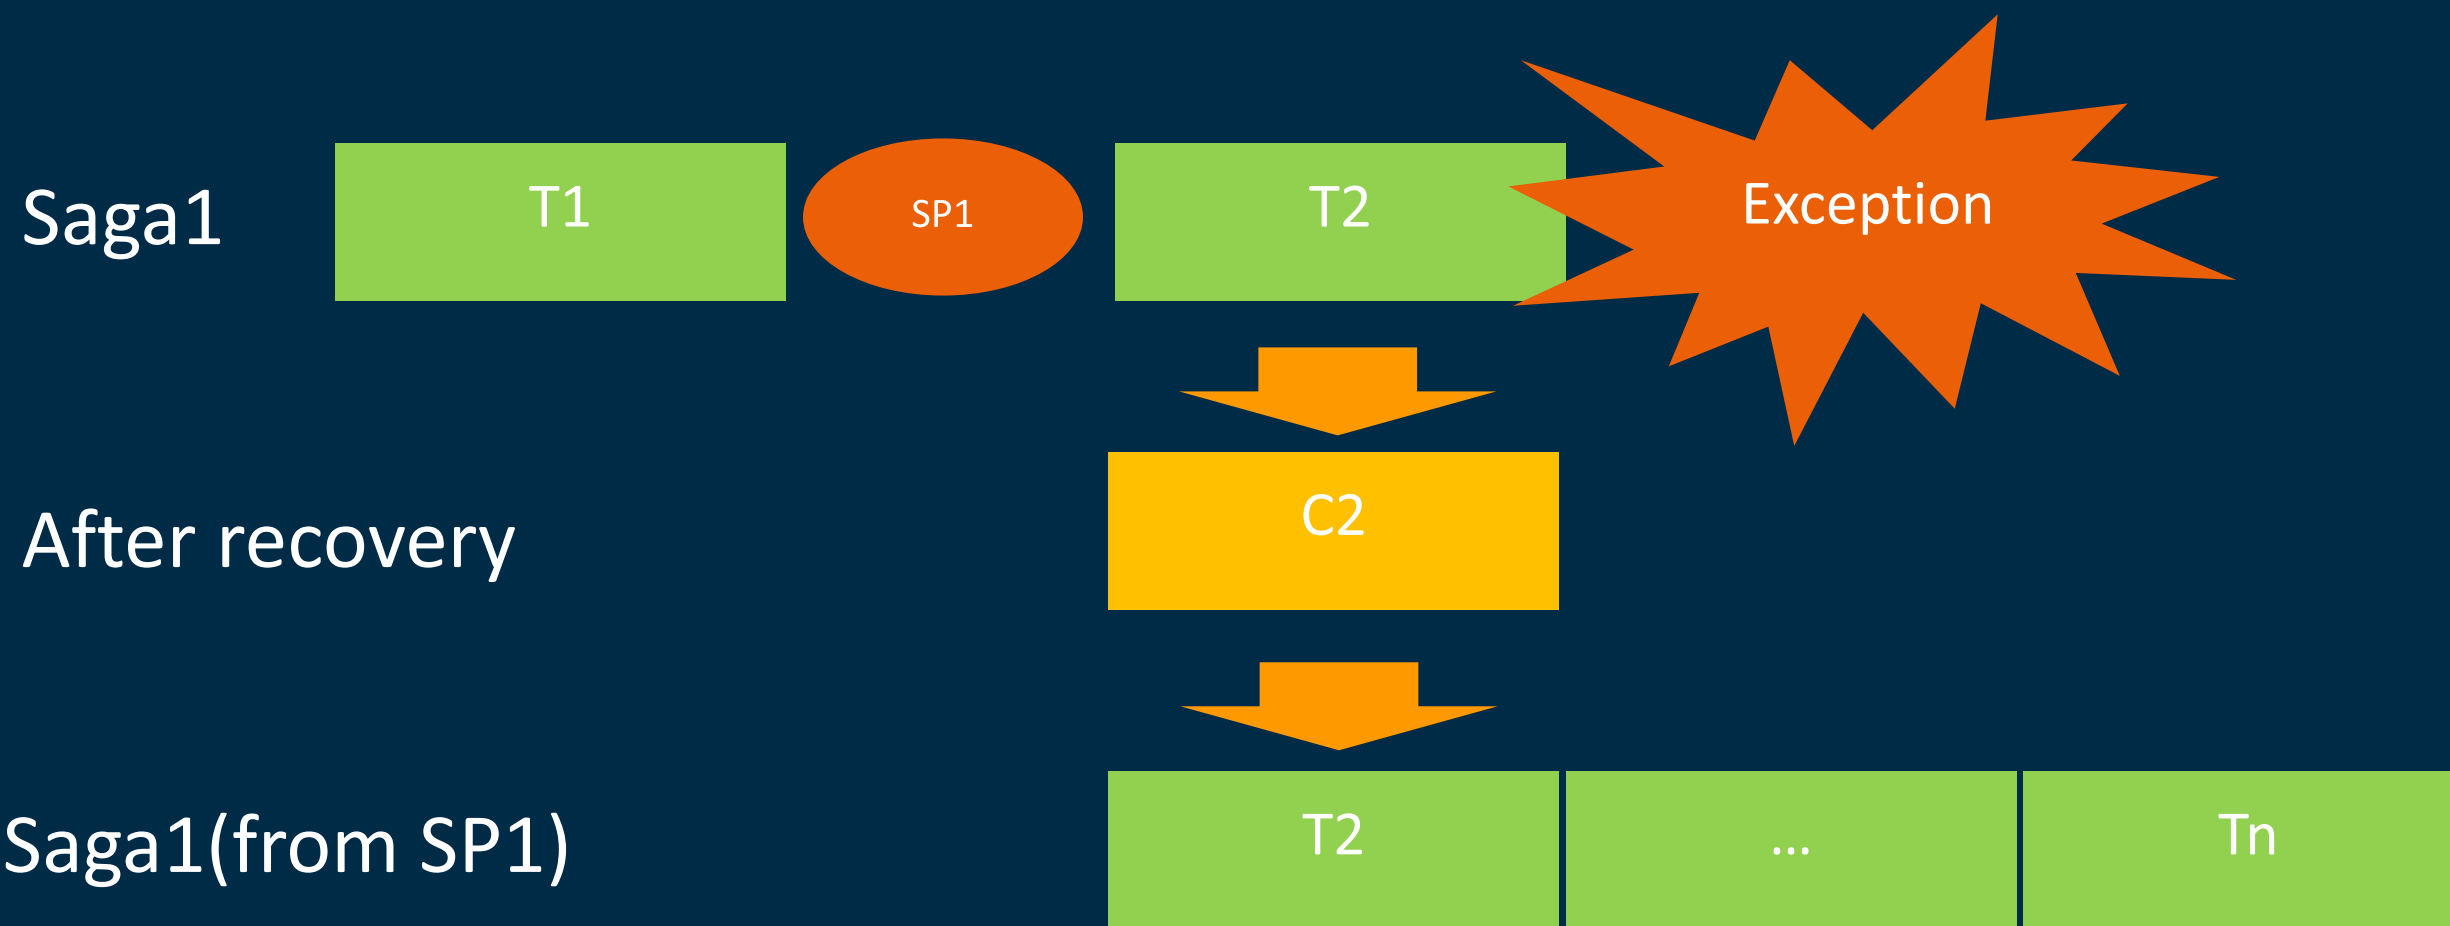 Saga1
T1
SP1
T2
Exception
After recovery
C2
Saga1(from SP1)
T2
...
Tn